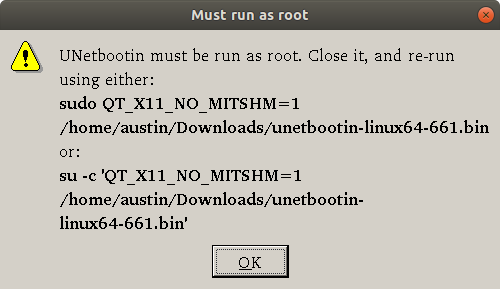 Must run as root
UNetbootin must be run as root. Close it, and re-run
using either:
sudo QT_X11_NO_MITSHM=1
/home/austin/Downloads/unetbootin-linux64-661.bin
or:
su -c 'QT_X11_NO_MITSHM=1
/home/austin/Downloads/unetbootin-
linux64-661.bin'
OK